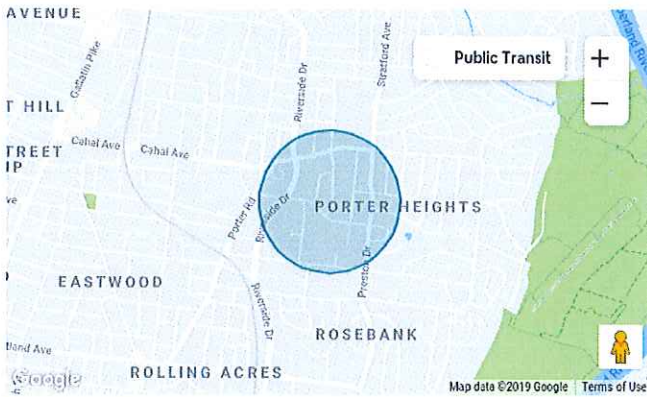 AVENUE
Gallatin Pike
Riverside Dr
Stratford Ave
Public Transit
+
−
T HILL
Cahal Ave
Cahal Ave
TREET
IP
Porter Rd
Riverside Dr
PORTER HEIGHTS
Preston Dr
EASTWOOD
Riverside Dr
ROSEBANK
land Ave
ROLLING ACRES
Google
Map data ©2019 Google
Terms of Use